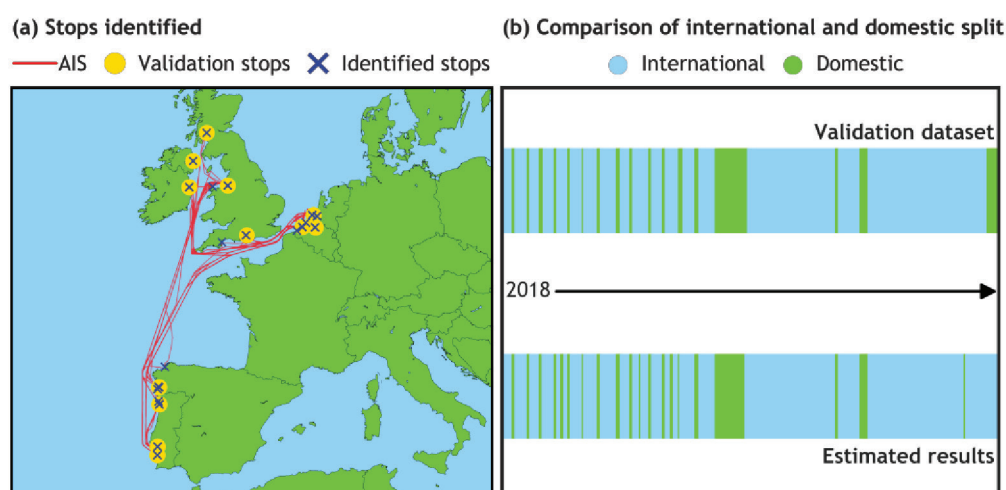 (a) Stops identified
AIS Validation stops Identified stops
(b) Comparison of international and domestic split
International Domestic
Validation dataset
2018
Estimated results